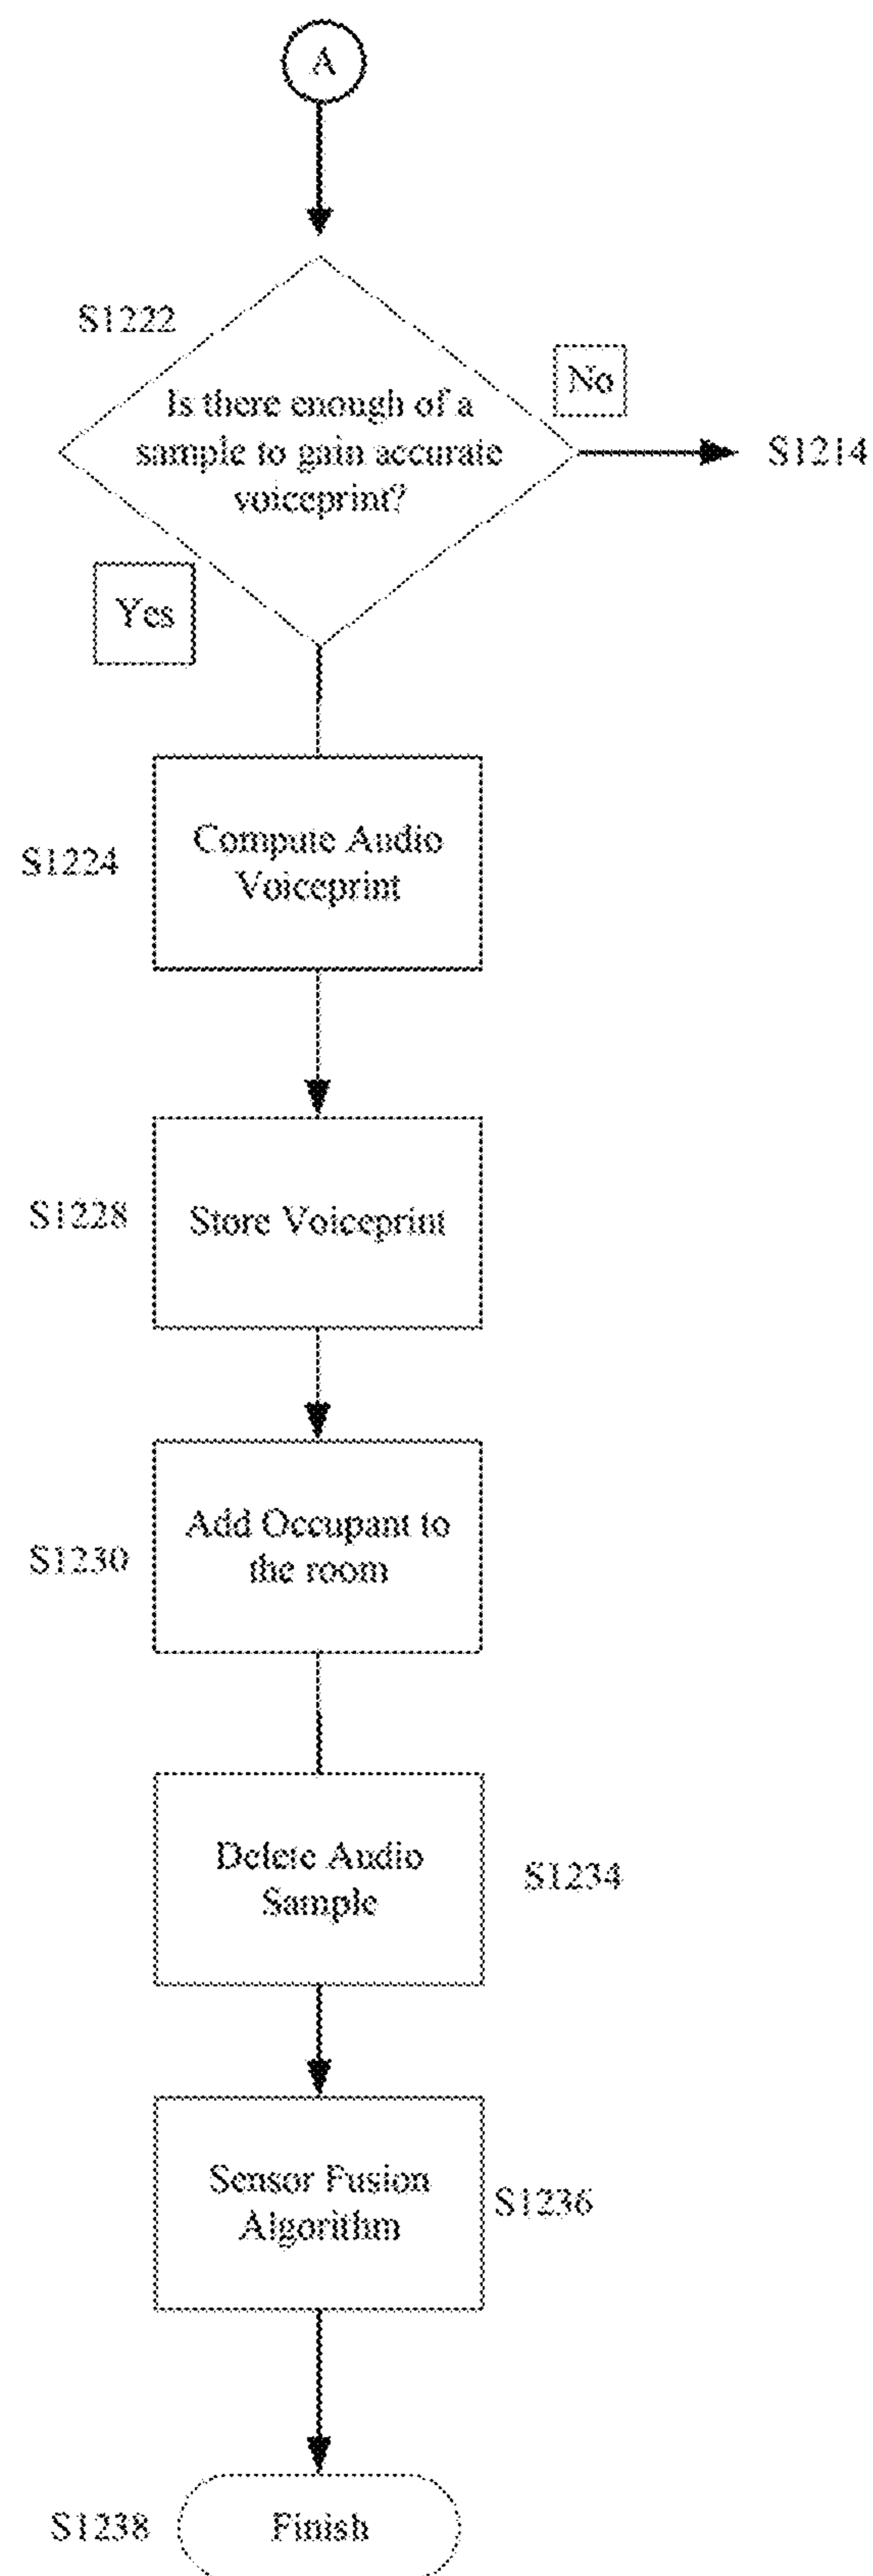 A
S1222
Is there enough of a
sample to gain accurate
voiceprint?
No
S1214
Yes
S1224
Compute Audio
Voiceprint
S1228
Store Voiceprint
S1230
Add Occupant to
the room
Delete Audio
Sample
S1234
Sensor Fusion
Algorithm
S1236
S1238
Finish